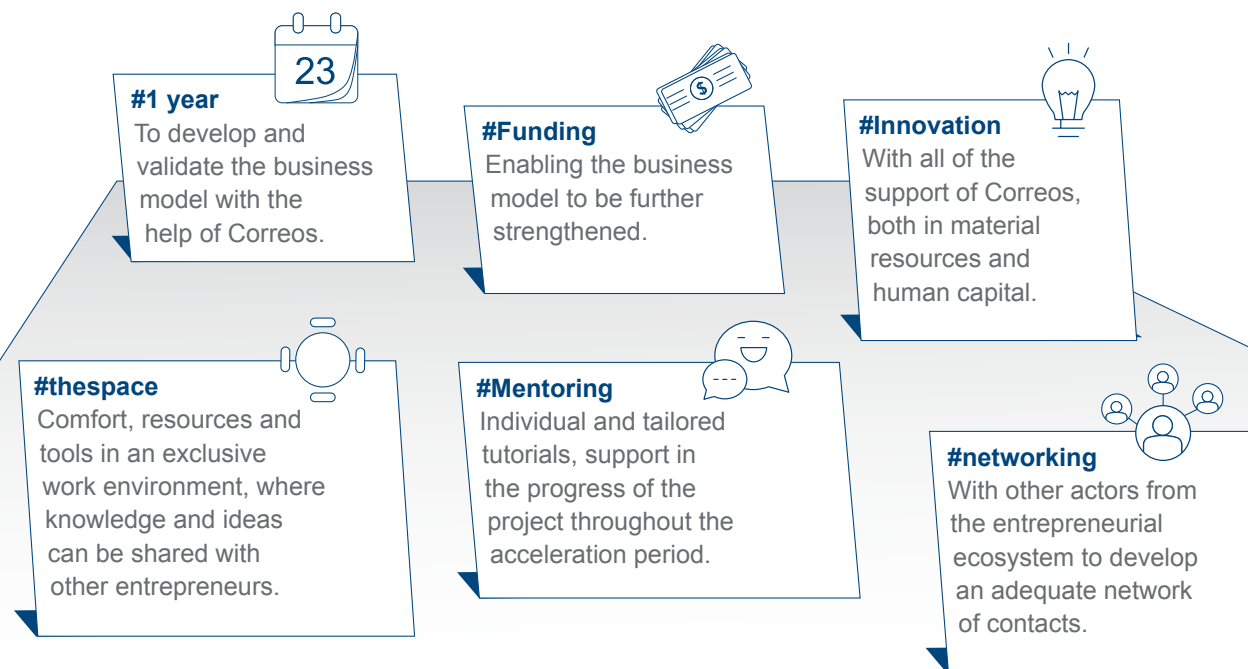 23
#1 year
To develop and
validate the business
model with the
help of Correos.
#Funding
Enabling the business
model to be further
strengthened.
$
#Innovation
With all of the
support of Correos,
both in material
resources and
human capital.
#thespace
Comfort, resources and
tools in an exclusive
work environment, where
knowledge and ideas
can be shared with
other entrepreneurs.
#Mentoring
Individual and tailored
tutorials, support in
the progress of the
project throughout the
acceleration period.
#networking
With other actors from
the entrepreneurial
ecosystem to develop
an adequate network
of contacts.